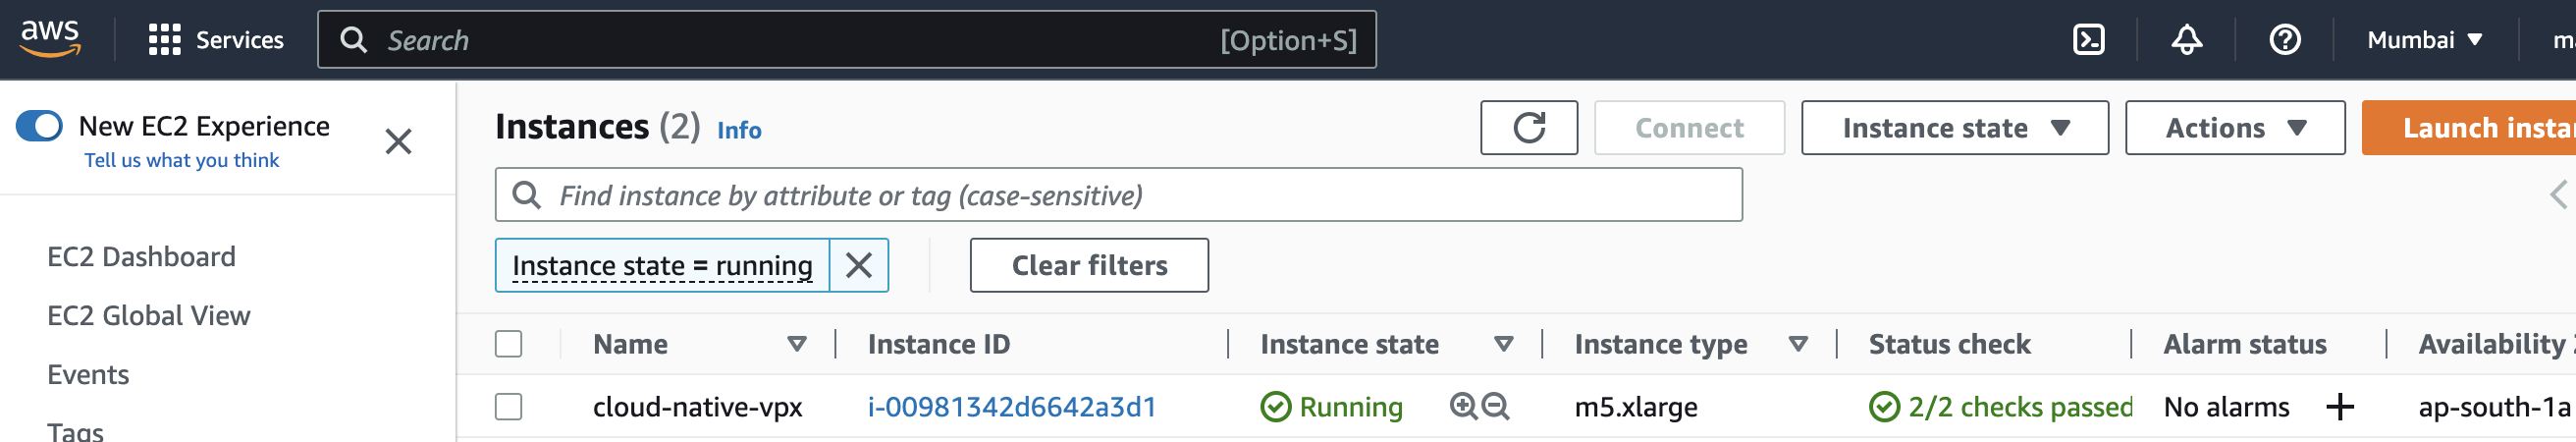 aws
Services
Search
[Option+S]
Mumbai
New EC2 Experience
Tell us what you think
EC2 Dashboard
EC2 Global View
Events
Tags
Instances (2) Info
Connect
Instance state
Actions
Launch
Find instance by attribute or tag (case-sensitive)
Instance state = running
Clear filters
Name Instance ID Instance state Instance type Status check Alarm status Availability
cloud-native-vpx i-00981342d6642a3d1 Running m5.xlarge 2/2 checks passed No alarms + ap-south-1a